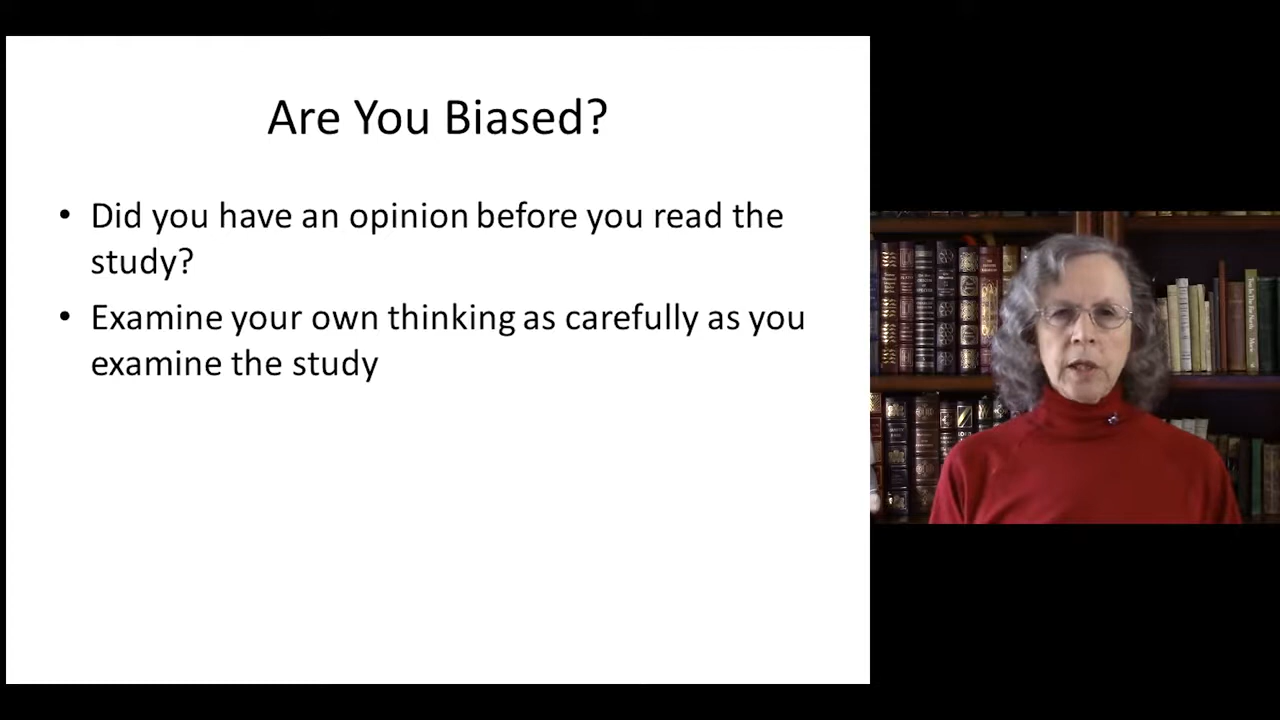 Are You Biased?
• Did you have an opinion before you read the
study?
• Examine your own thinking as carefully as you
examine the study